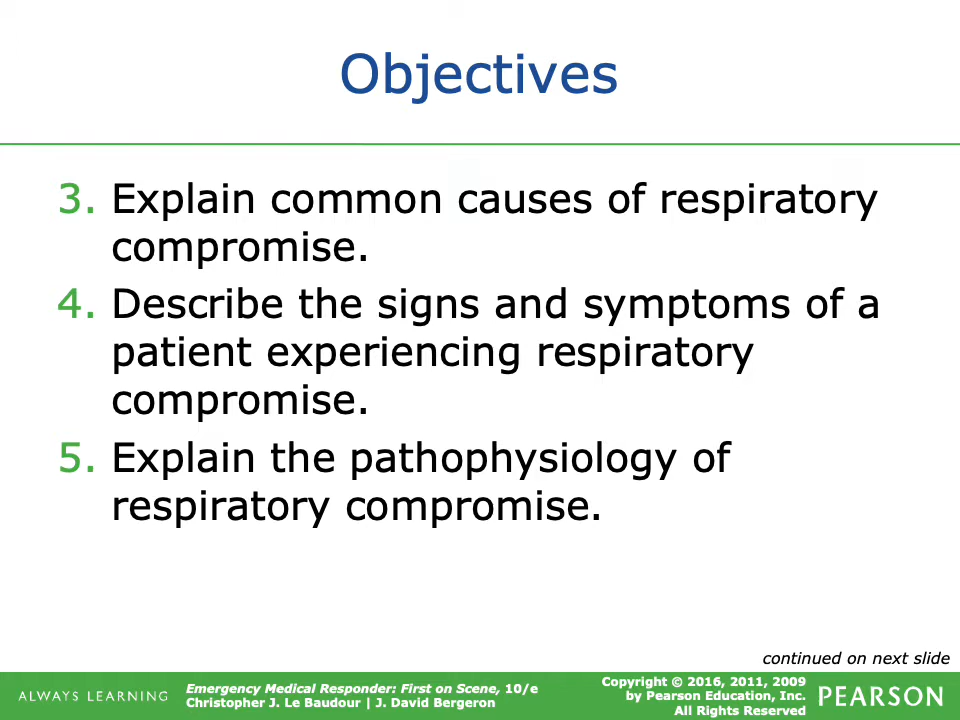 Objectives
3. Explain common causes of respiratory
compromise.
4. Describe the signs and symptoms of a
patient experiencing respiratory
compromise.
5. Explain the pathophysiology of
respiratory compromise.
continued on next slide
ALWAYS LEARNING
Emergency Medical Responder: First on Scene, 10/e
Christopher J. Le Baudour | J. David Bergeron
Copyright © 2016, 2011, 2009
by Pearson Education, Inc.
All Rights Reserved
PEARSON